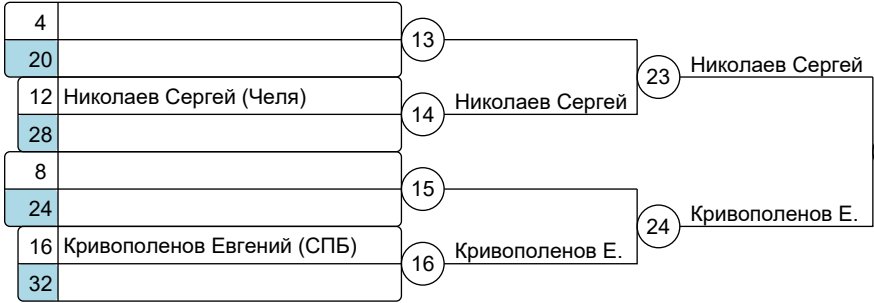 4
13
20
23 Николаев Сергей
12 Николаев Сергей (Челя)
14 Николаев Сергей
28
8
15
24
24 Кривополенов Е.
16 Кривополенов Евгений (СПБ)
16 Кривополенов Е.
32